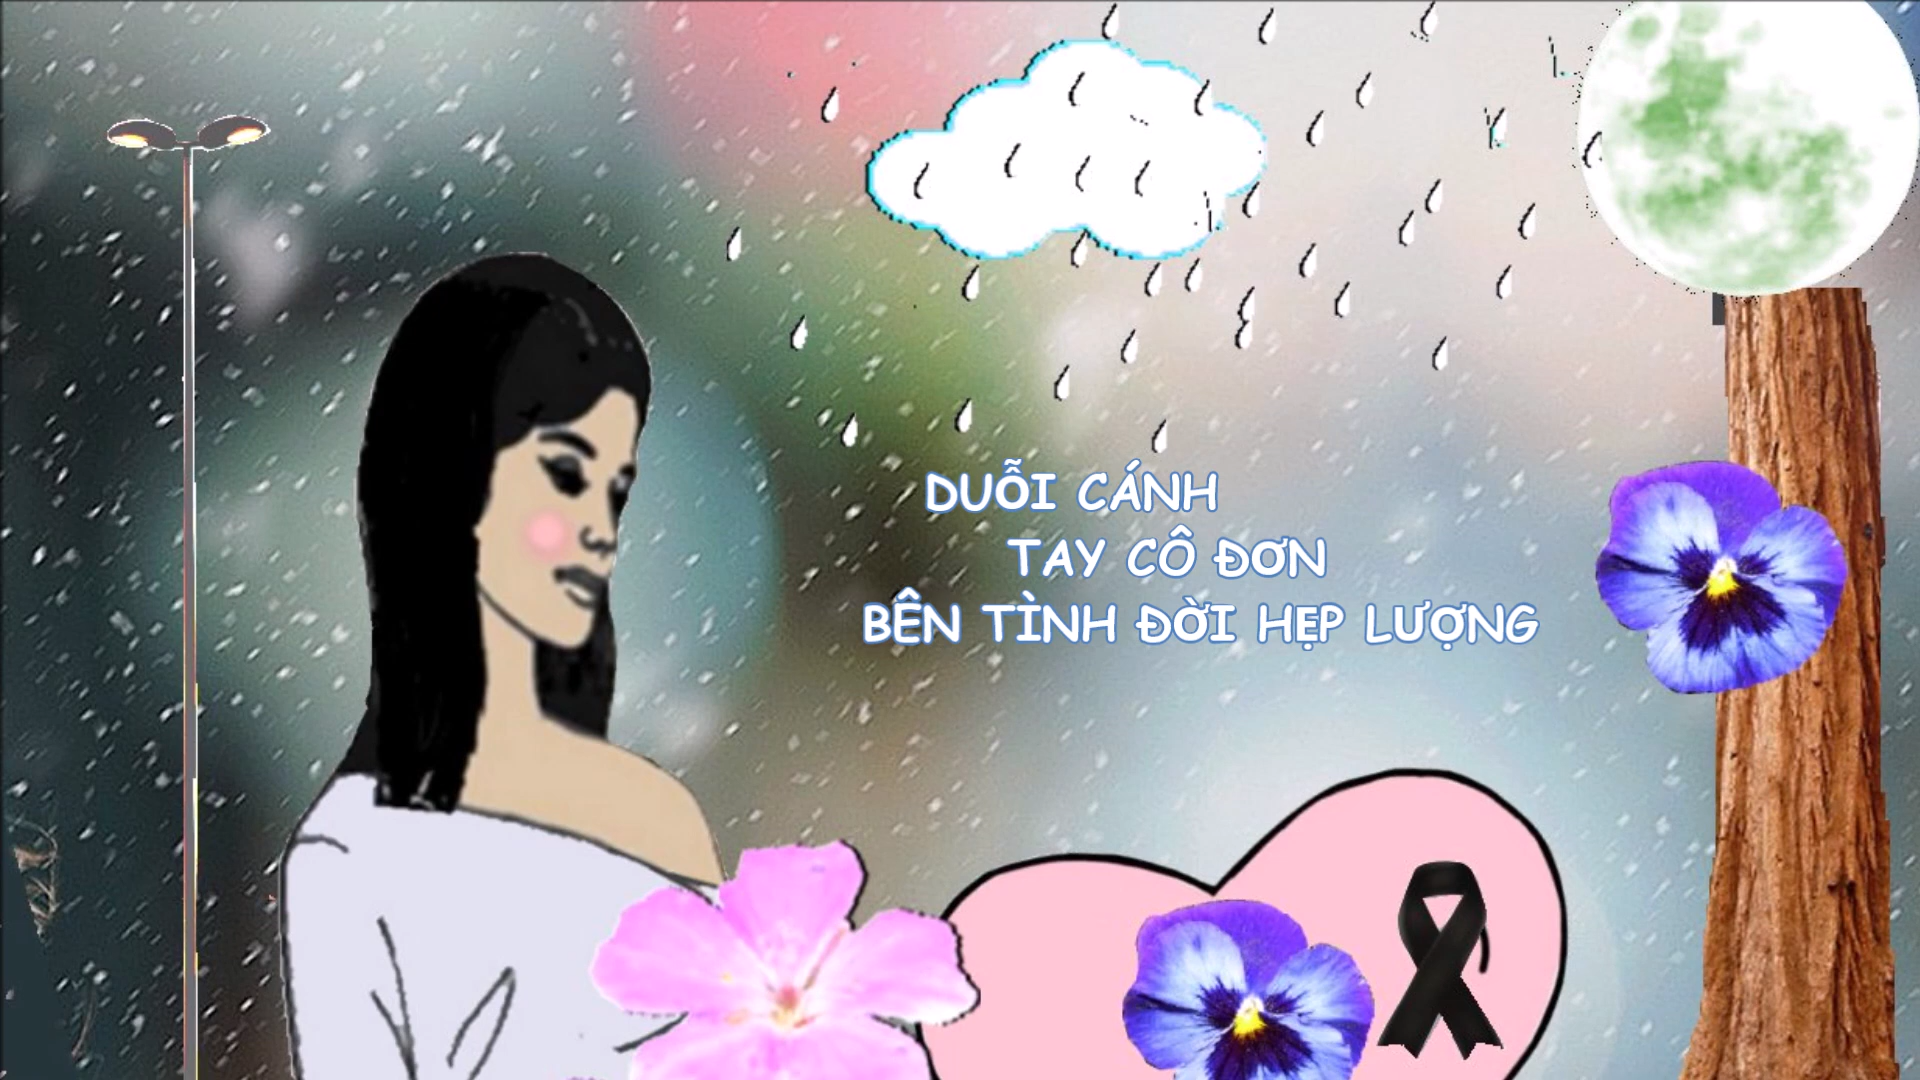 DUỖI CÁNH
TAY CÔ ĐƠN
BÊN TÌNH ĐỜI HẸP LƯỢNG